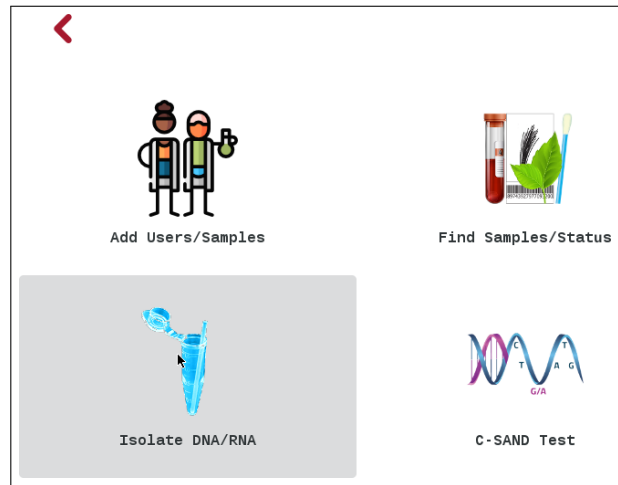 Add Users/Samples
Find Samples/Status
Isolate DNA/RNA
C
T
T
A
G
G/A
C-SAND Test